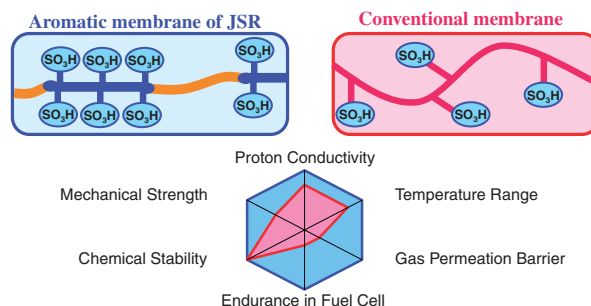 Aromatic membrane of JSR
Conventional membrane
SO3H SO3H SO3H SO3H
SO3H SO3H SO3H SO3H
SO3H
SO3H SO3H SO3H
Proton Conductivity
Mechanical Strength
Temperature Range
Chemical Stability
Gas Permeation Barrier
Endurance in Fuel Cell